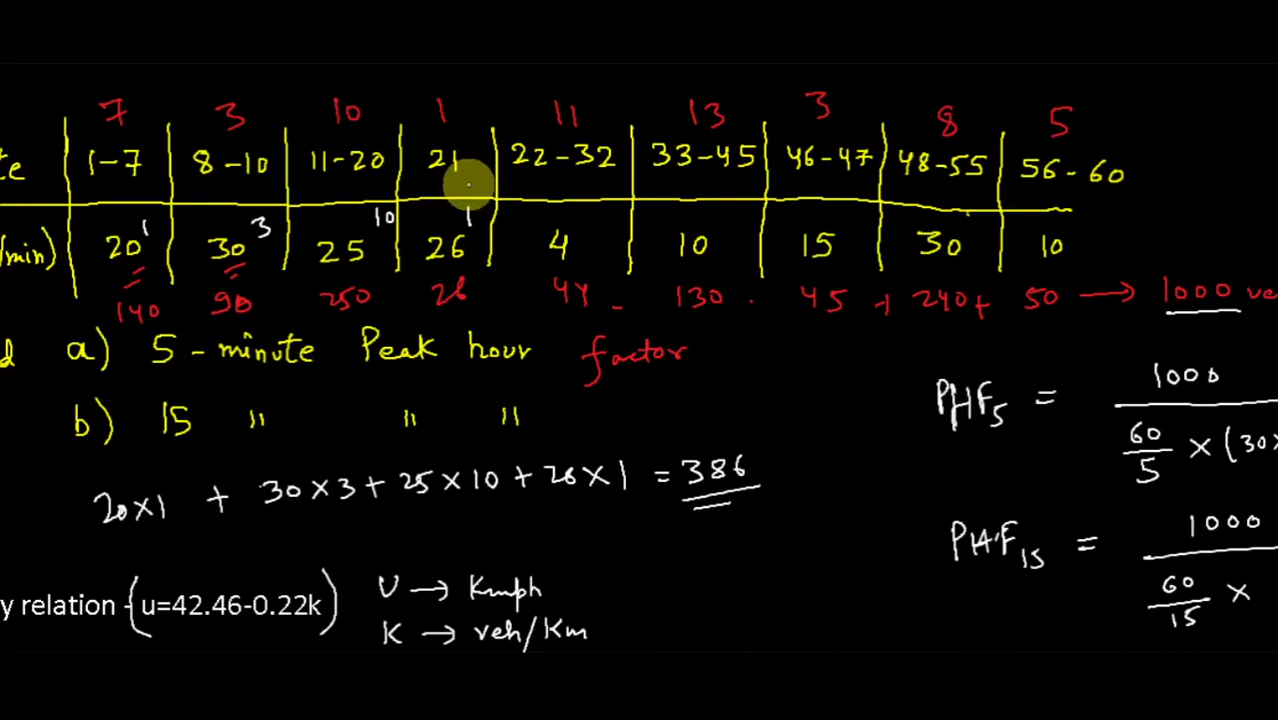 7 3 10 1 11 13 3 8 5
te 1-7 8-10 11-20 21 22-32 33-45 46-47 48-55 56-60
1 3 10 1
/min) 20 30 25 26 4 10 15 30 10
140 90 250 26 44 - 130 . 45 + 240 + 50 → 1000 ve
d a) 5-minute Peak hour factor
b) 15 " " "
PHF5 = 1000
60/5 × (30×
20×1 + 30×3 + 25×10 + 26×1 = 386
PHF15 = 1000
60/15 ×
y relation - (u=42.46-0.22k) U → Kmph
K → veh/Km